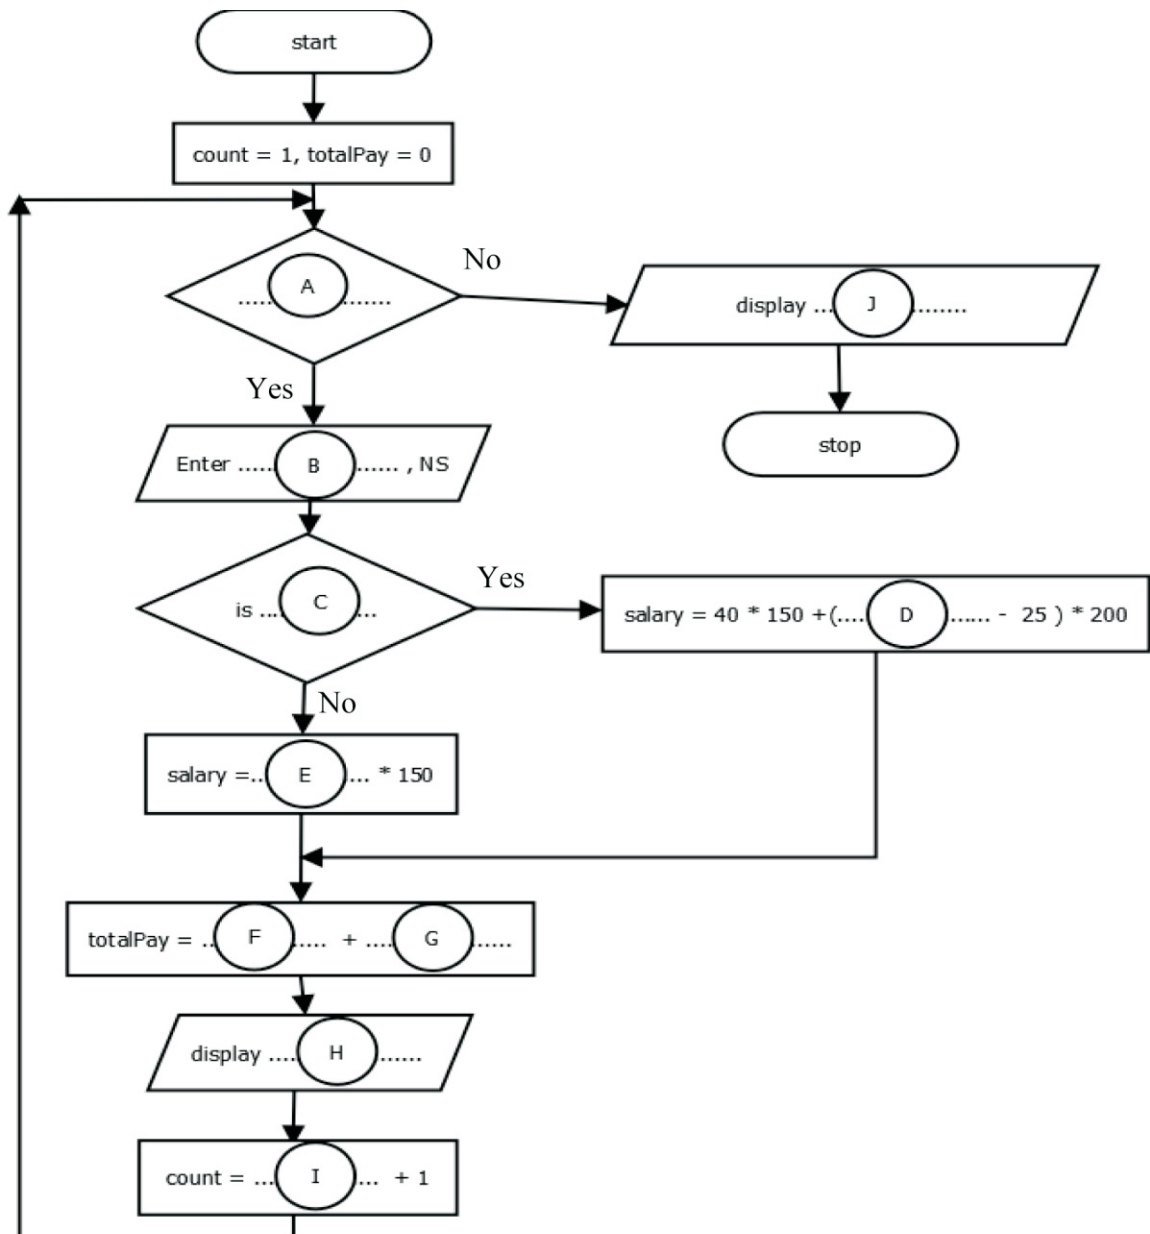 start
count = 1, totalPay = 0
No
..... A .......
display ... J ........
Yes
stop
Enter ..... B ...... , NS
Yes
is .... C ...
salary = 40 * 150 +(.... D ...... - 25 ) * 200
No
salary =.. E ... * 150
totalPay = .. F ..... + .... G ......
display .... H ......
count = ... I ... + 1